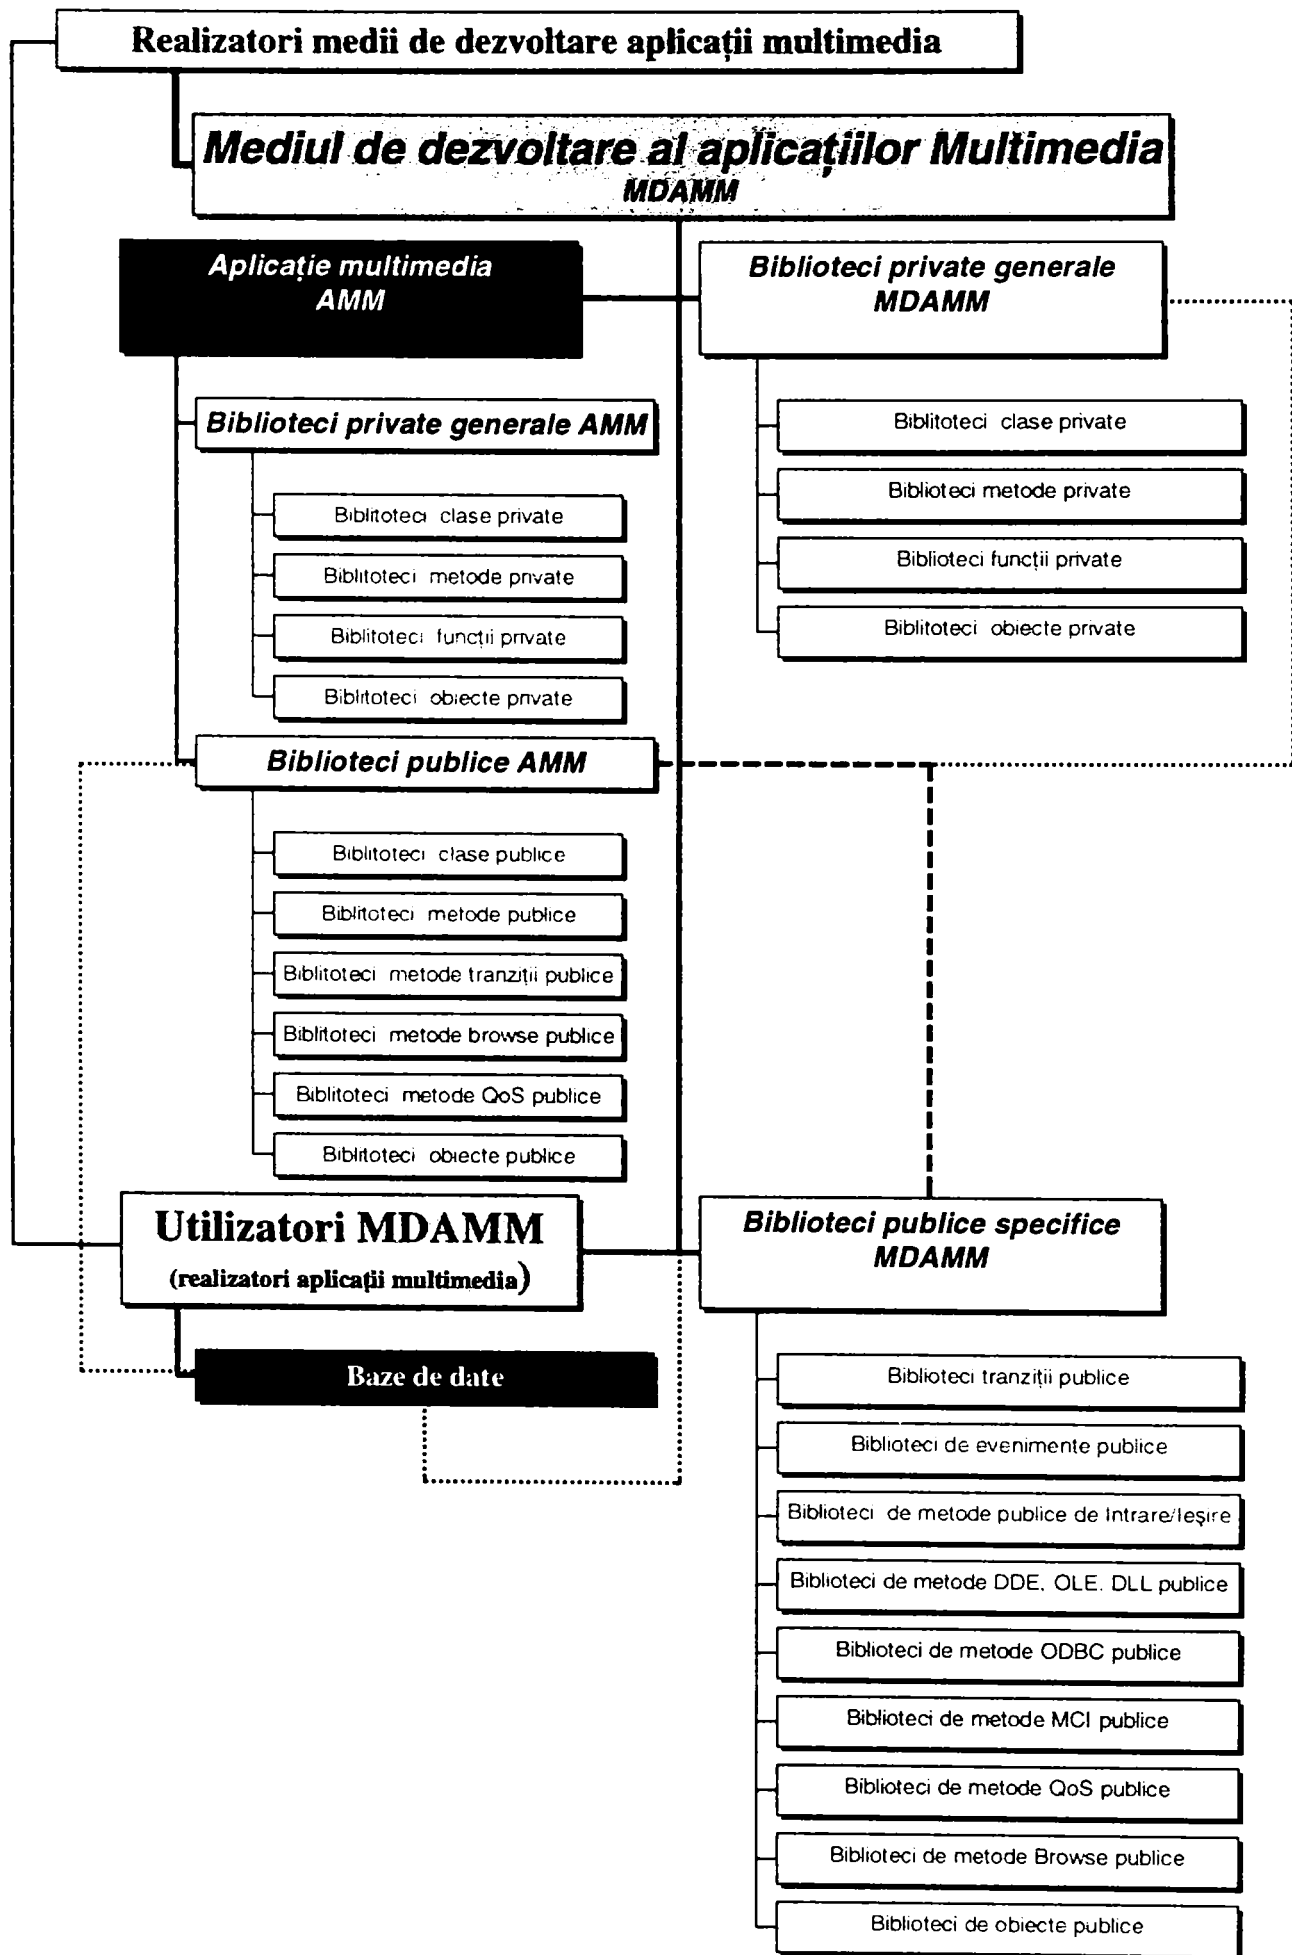 Realizatori medii de dezvoltare aplicații multimedia
Mediul de dezvoltare al aplicațiilor Multimedia
MDAMM
Aplicație multimedia
AMM
Biblioteci private generale
MDAMM
Biblitoteci clase private
Biblioteci metode private
Biblioteci funcții private
Biblitoteci obiecte private
Biblioteci private generale AMM
Biblitoteci clase private
Biblitoteci metode private
Biblitoteci funcții private
Biblitoteci obiecte private
Biblioteci publice AMM
Biblitoteci clase publice
Biblitoteci metode publice
Biblitoteci metode tranziții publice
Biblitoteci metode browse publice
Biblitoteci metode QoS publice
Biblitoteci obiecte publice
Utilizatori MDAMM
(realizatori aplicații multimedia)
Baze de date
Biblioteci publice specifice
MDAMM
Biblioteci tranziții publice
Biblioteci de evenimente publice
Biblioteci de metode publice de Intrare/Ieșire
Biblioteci de metode DDE, OLE. DLL publice
Biblioteci de metode ODBC publice
Biblioteci de metode MCI publice
Biblioteci de metode QoS publice
Biblioteci de metode Browse publice
Biblioteci de obiecte publice